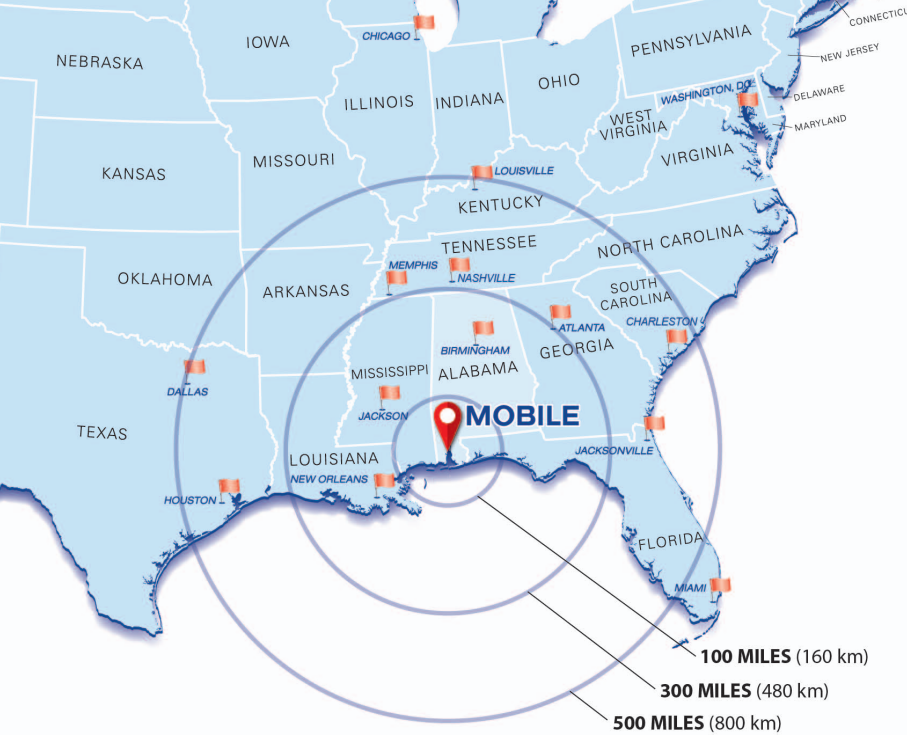 CONNECTICU
CHICAGO
IOWA
PENNSYLVANIA
NEW JERSEY
NEBRASKA
OHIO
WASHINGTON, DC
DELAWARE
ILLINOIS
INDIANA
WEST
VIRGINIA
MARYLAND
MISSOURI
VIRGINIA
KANSAS
LOUISVILLE
KENTUCKY
TENNESSEE
NORTH CAROLINA
MEMPHIS
NASHVILLE
OKLAHOMA
ARKANSAS
SOUTH
CAROLINA
CHARLESTON
ATLANTA
BIRMINGHAM
GEORGIA
MISSISSIPPI
ALABAMA
DALLAS
JACKSON
MOBILE
TEXAS
LOUISIANA
JACKSONVILLE
NEW ORLEANS
HOUSTON
FLORIDA
MIAMI
100 MILES (160 km)
300 MILES (480 km)
500 MILES (800 km)